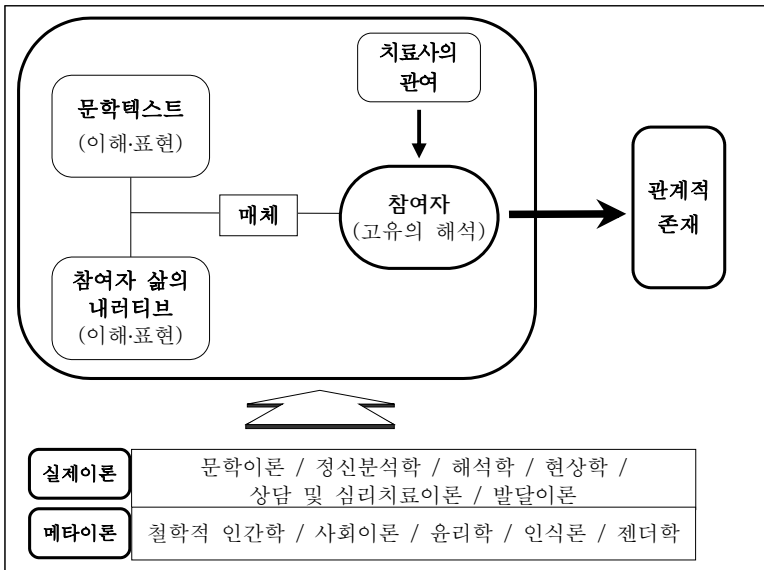 치료사의
관여
문학텍스트
(이해·표현)
매체
참여자
(고유의 해석)
관계적
존재
참여자 삶의
내러티브
(이해·표현)
실제이론
문학이론 / 정신분석학 / 해석학 / 현상학 /
상담 및 심리치료이론 / 발달이론
메타이론
철학적 인간학 / 사회이론 / 윤리학 / 인식론 / 젠더학